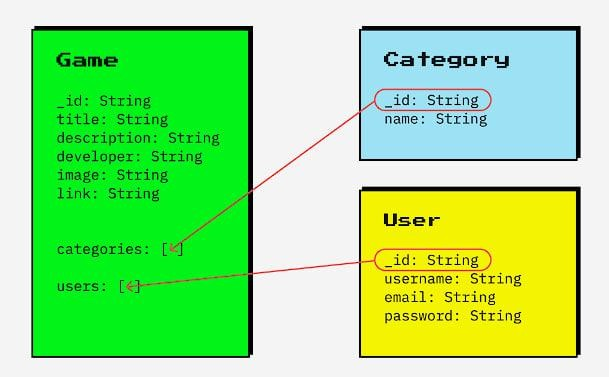 Game
_id: String
title: String
description: String
developer: String
image: String
link: String
categories: []
users: []
Category
_id: String
name: String
User
_id: String
username: String
email: String
password: String